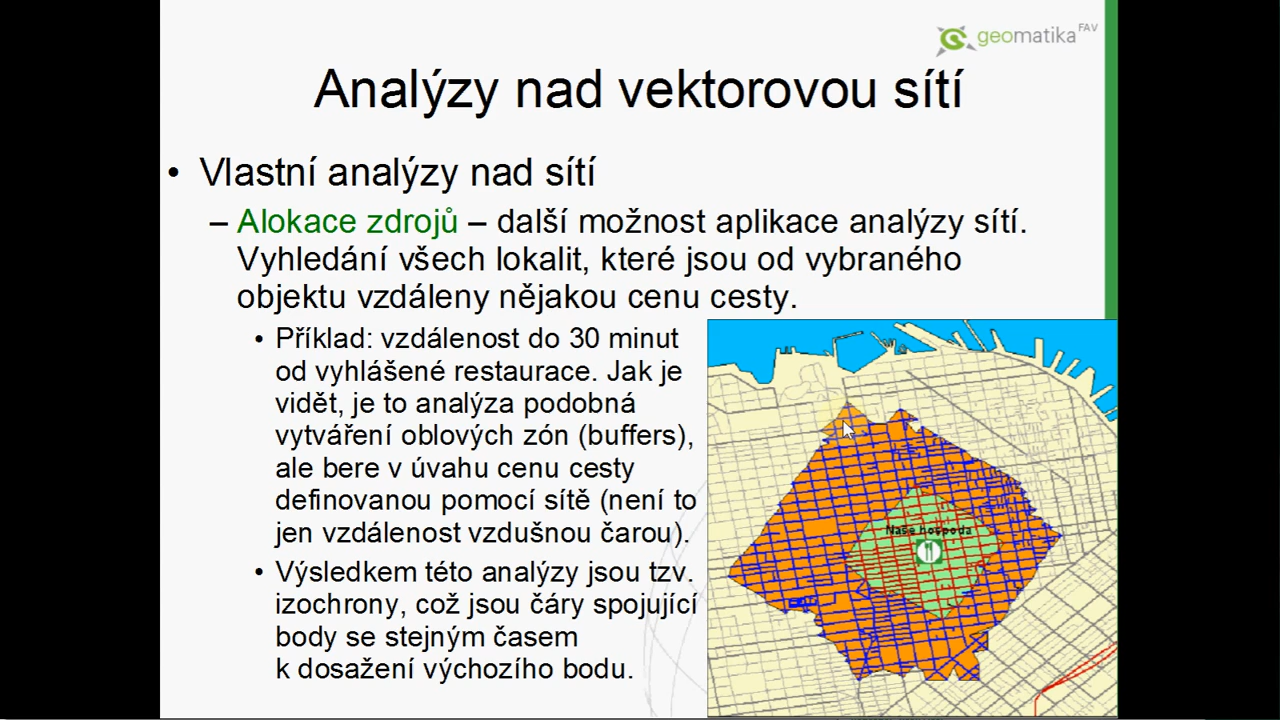 geomatika FAV
Analýzy nad vektorovou sítí
• Vlastní analýzy nad sítí
– Alokace zdrojů – další možnost aplikace analýzy sítí.
Vyhledání všech lokalit, které jsou od vybraného
objektu vzdáleny nějakou cenu cesty.
• Příklad: vzdálenost do 30 minut
od vyhlášené restaurace. Jak je
vidět, je to analýza podobná
vytváření oblových zón (buffers),
ale bere v úvahu cenu cesty
definovanou pomocí sítě (není to
jen vzdálenost vzdušnou čarou).
• Výsledkem této analýzy jsou tzv.
izochrony, což jsou čáry spojující
body se stejným časem
k dosažení výchozího bodu.
Naše hospoda